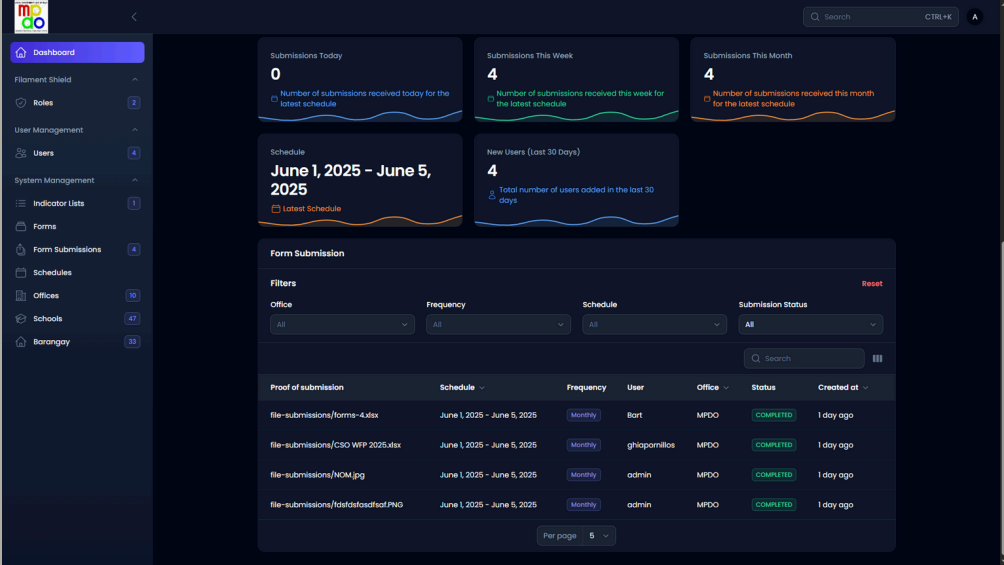 mp
do
Search CTRL+K A
Dashboard
Filament Shield
Roles 2
User Management
Users 4
System Management
Indicator Lists 1
Forms
Form Submissions 4
Schedules
Offices 10
Schools 47
Barangay 33
Submissions Today
0
Number of submissions received today for the
latest schedule
Submissions This Week
4
Number of submissions received this week for
the latest schedule
Submissions This Month
4
Number of submissions received this month
for the latest schedule
Schedule
June 1, 2025 - June 5,
2025
Latest Schedule
New Users (Last 30 Days)
4
Total number of users added in the last 30
days
Form Submission
Filters Reset
Office Frequency Schedule Submission Status
All All All All
Search
Proof of submission Schedule Frequency User Office Status Created at
file-submissions/forms-4.xlsx June 1, 2025 - June 5, 2025 Monthly Bart MPDO COMPLETED 1 day ago
file-submissions/CSO WFP 2025.xlsx June 1, 2025 - June 5, 2025 Monthly ghiapornillos MPDO COMPLETED 1 day ago
file-submissions/NOM.jpg June 1, 2025 - June 5, 2025 Monthly admin MPDO COMPLETED 1 day ago
file-submissions/fdsfdsfasdfsaf.PNG June 1, 2025 - June 5, 2025 Monthly admin MPDO COMPLETED 1 day ago
Per page 5